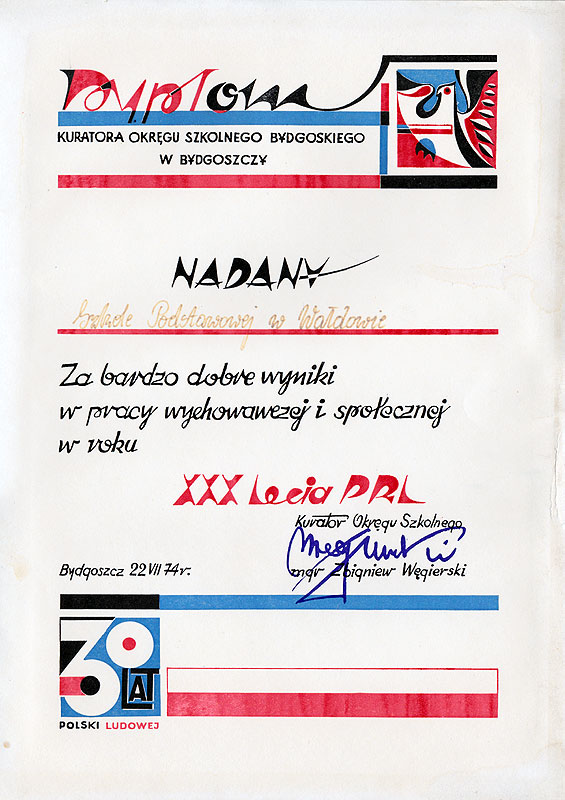 Dyplom
KURATORA OKRĘGU SZKOLNEGO BYDGOSKIEGO
W BYDGOSZCZY
NADANY
Szkole Podstawowej w Wałdowie
Za bardzo dobre wyniki
w pracy wychowawczej i społecznej
w roku
XXX lecia PRL
Kurator Okręgu Szkolnego
Bydgoszcz 22 VII 74 r. mgr Zbigniew Węgierski
30
LAT
POLSKI LUDOWEJ